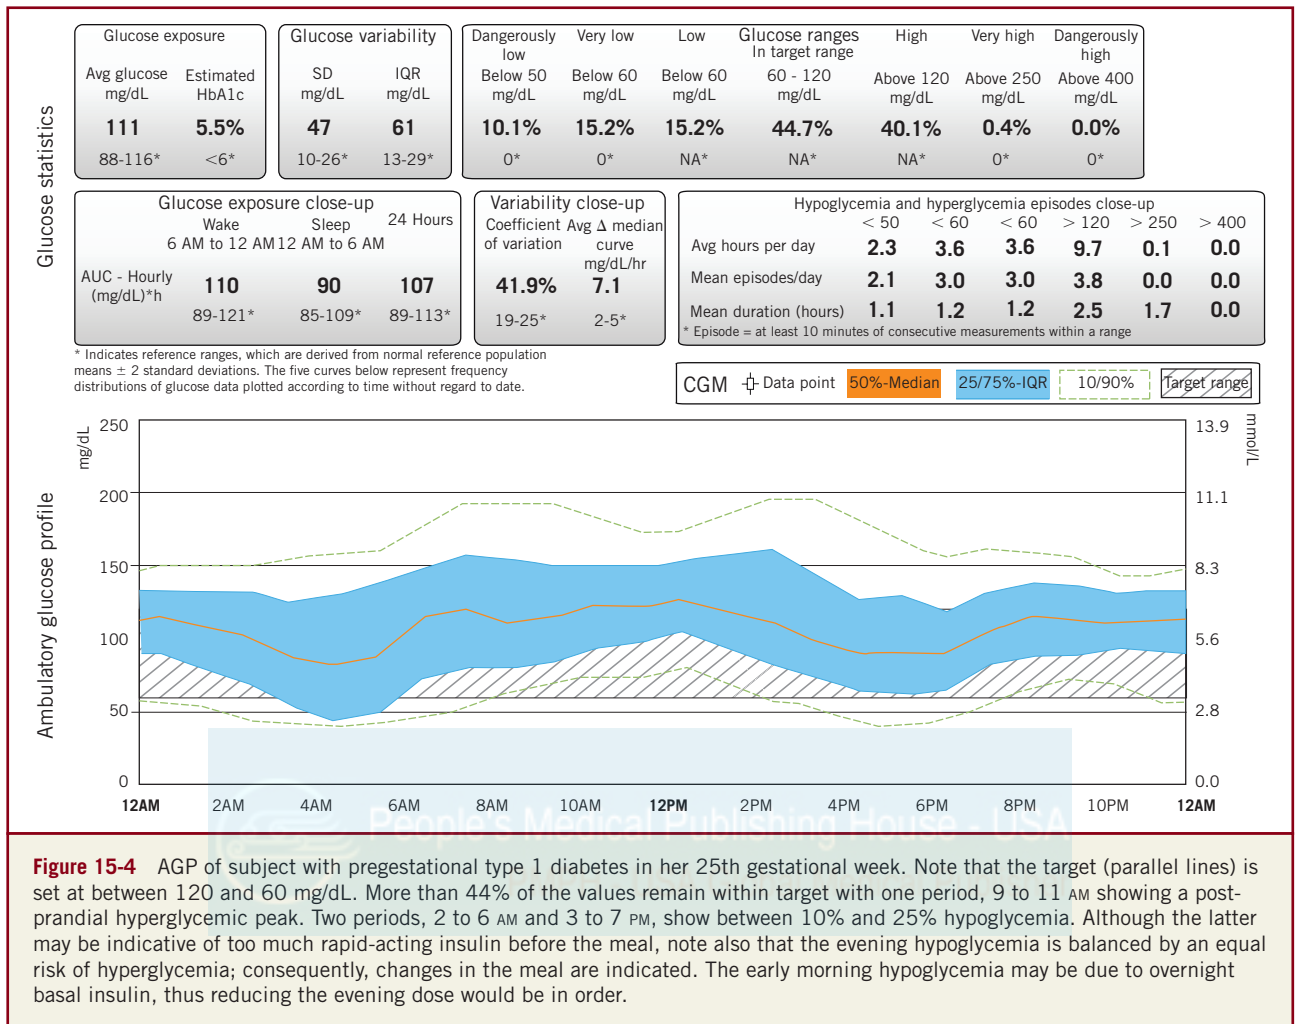 Glucose statistics
Glucose exposure
Avg glucose mg/dL
Estimated HbA1c
111 5.5%
88-116* <6*
Glucose variability
SD mg/dL
IQR mg/dL
47 61
10-26* 13-29*
Glucose ranges
Dangerously low Very low Low In target range High Very high Dangerously high
Below 50 mg/dL Below 60 mg/dL Below 60 mg/dL 60 - 120 mg/dL Above 120 mg/dL Above 250 mg/dL Above 400 mg/dL
10.1% 15.2% 15.2% 44.7% 40.1% 0.4% 0.0%
0* 0* NA* NA* NA* 0* 0*
Glucose exposure close-up
Wake Sleep 24 Hours
6 AM to 12 AM 12 AM to 6 AM
AUC - Hourly (mg/dL)*h
110 90 107
89-121* 85-109* 89-113*
Variability close-up
Coefficient of variation
Avg Δ median curve mg/dL/hr
41.9% 7.1
19-25* 2-5*
Hypoglycemia and hyperglycemia episodes close-up
< 50 < 60 < 60 > 120 > 250 > 400
Avg hours per day 2.3 3.6 3.6 9.7 0.1 0.0
Mean episodes/day 2.1 3.0 3.0 3.8 0.0 0.0
Mean duration (hours) 1.1 1.2 1.2 2.5 1.7 0.0
* Episode = at least 10 minutes of consecutive measurements within a range
* Indicates reference ranges, which are derived from normal reference population
means ± 2 standard deviations. The five curves below represent frequency
distributions of glucose data plotted according to time without regard to date.
CGM Data point 50%-Median 25/75%-IQR 10/90% Target range
Ambulatory glucose profile
mg/dL
250
200
150
100
50
0
mmol/L
13.9
11.1
8.3
5.6
2.8
0.0
12AM 2AM 4AM 6AM 8AM 10AM 12PM 2PM 4PM 6PM 8PM 10PM 12AM
People's Medical Publishing House - USA
Figure 15-4 AGP of subject with pregestational type 1 diabetes in her 25th gestational week. Note that the target (parallel lines) is
set at between 120 and 60 mg/dL. More than 44% of the values remain within target with one period, 9 to 11 AM showing a post-
prandial hyperglycemic peak. Two periods, 2 to 6 AM and 3 to 7 PM, show between 10% and 25% hypoglycemia. Although the latter
may be indicative of too much rapid-acting insulin before the meal, note also that the evening hypoglycemia is balanced by an equal
risk of hyperglycemia; consequently, changes in the meal are indicated. The early morning hypoglycemia may be due to overnight
basal insulin, thus reducing the evening dose would be in order.